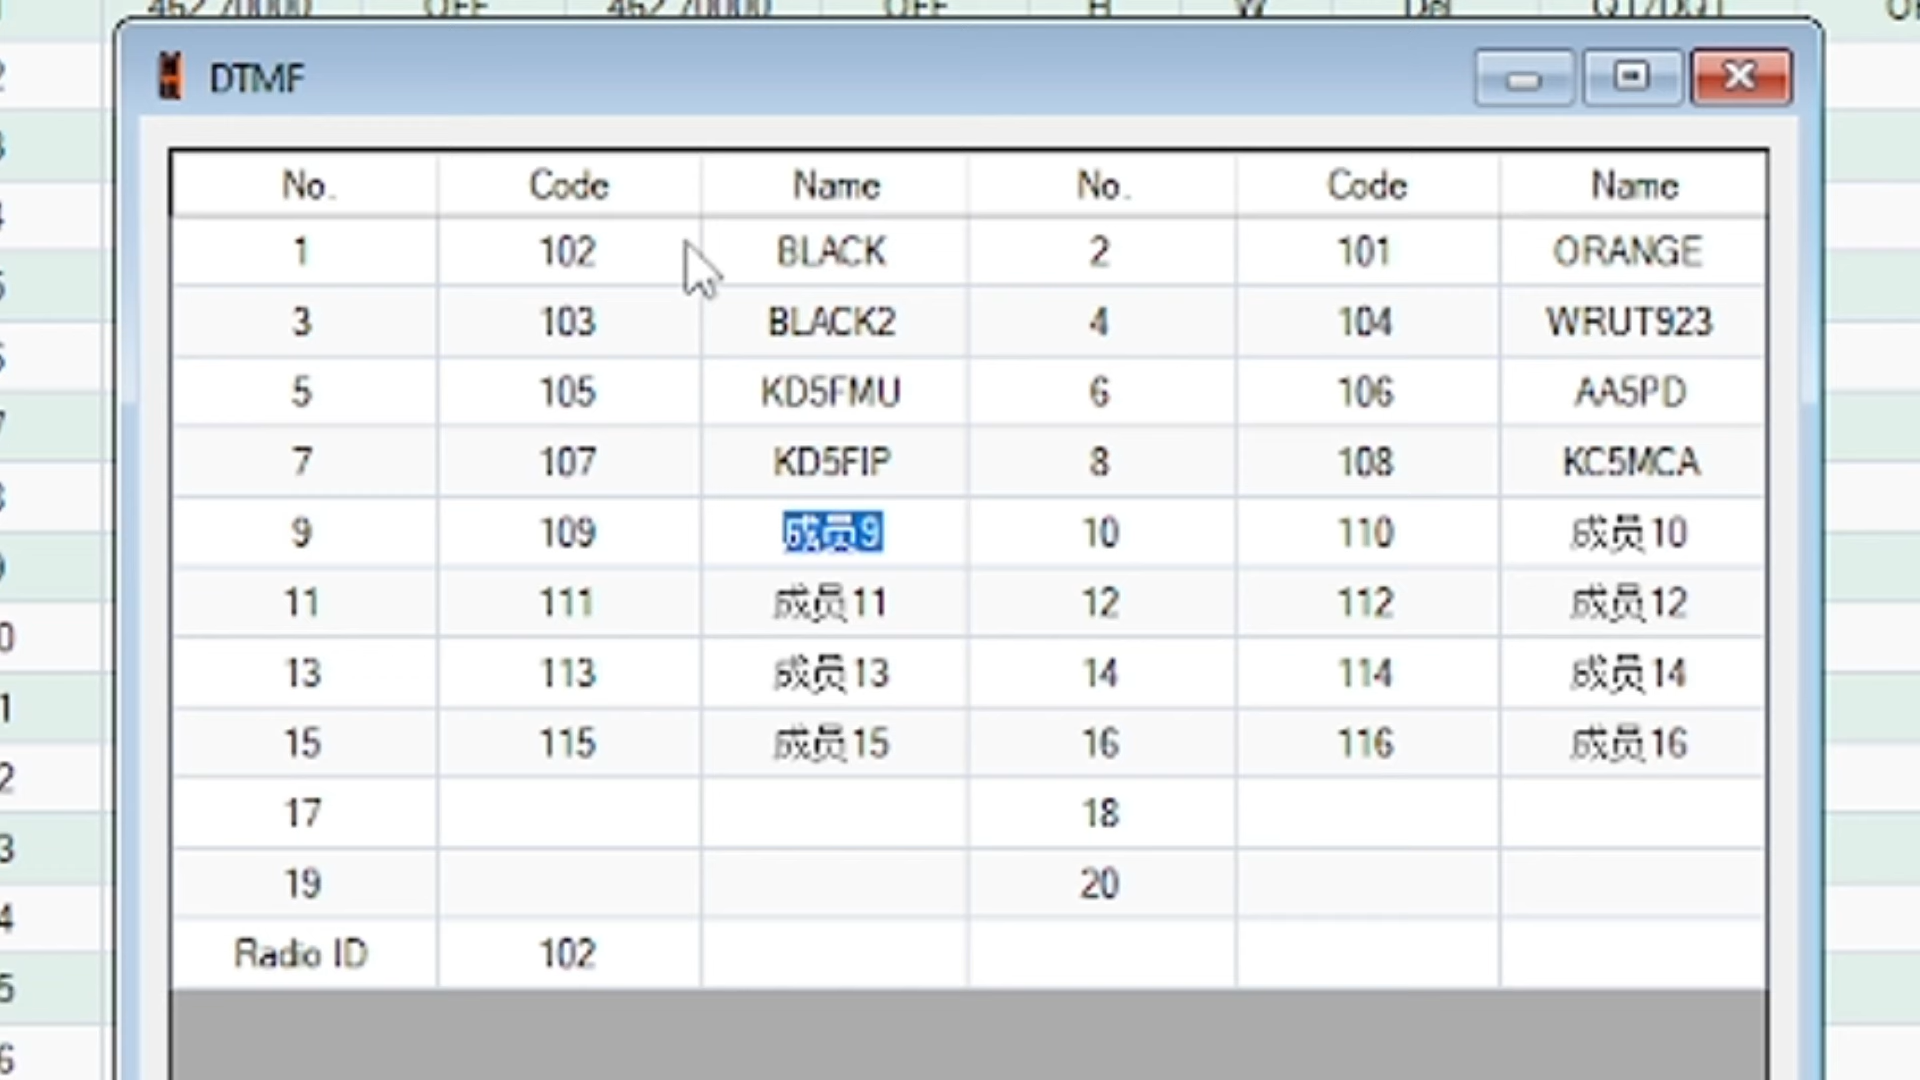 DTMF
No. Code Name No. Code Name
1 102 BLACK 2 101 ORANGE
3 103 BLACK2 4 104 WRUT923
5 105 KD5FMU 6 106 AA5PD
7 107 KD5FIP 8 108 KC5MCA
9 109 成员9 10 110 成员10
11 111 成员11 12 112 成员12
13 113 成员13 14 114 成员14
15 115 成员15 16 116 成员16
17 18
19 20
Radio ID 102